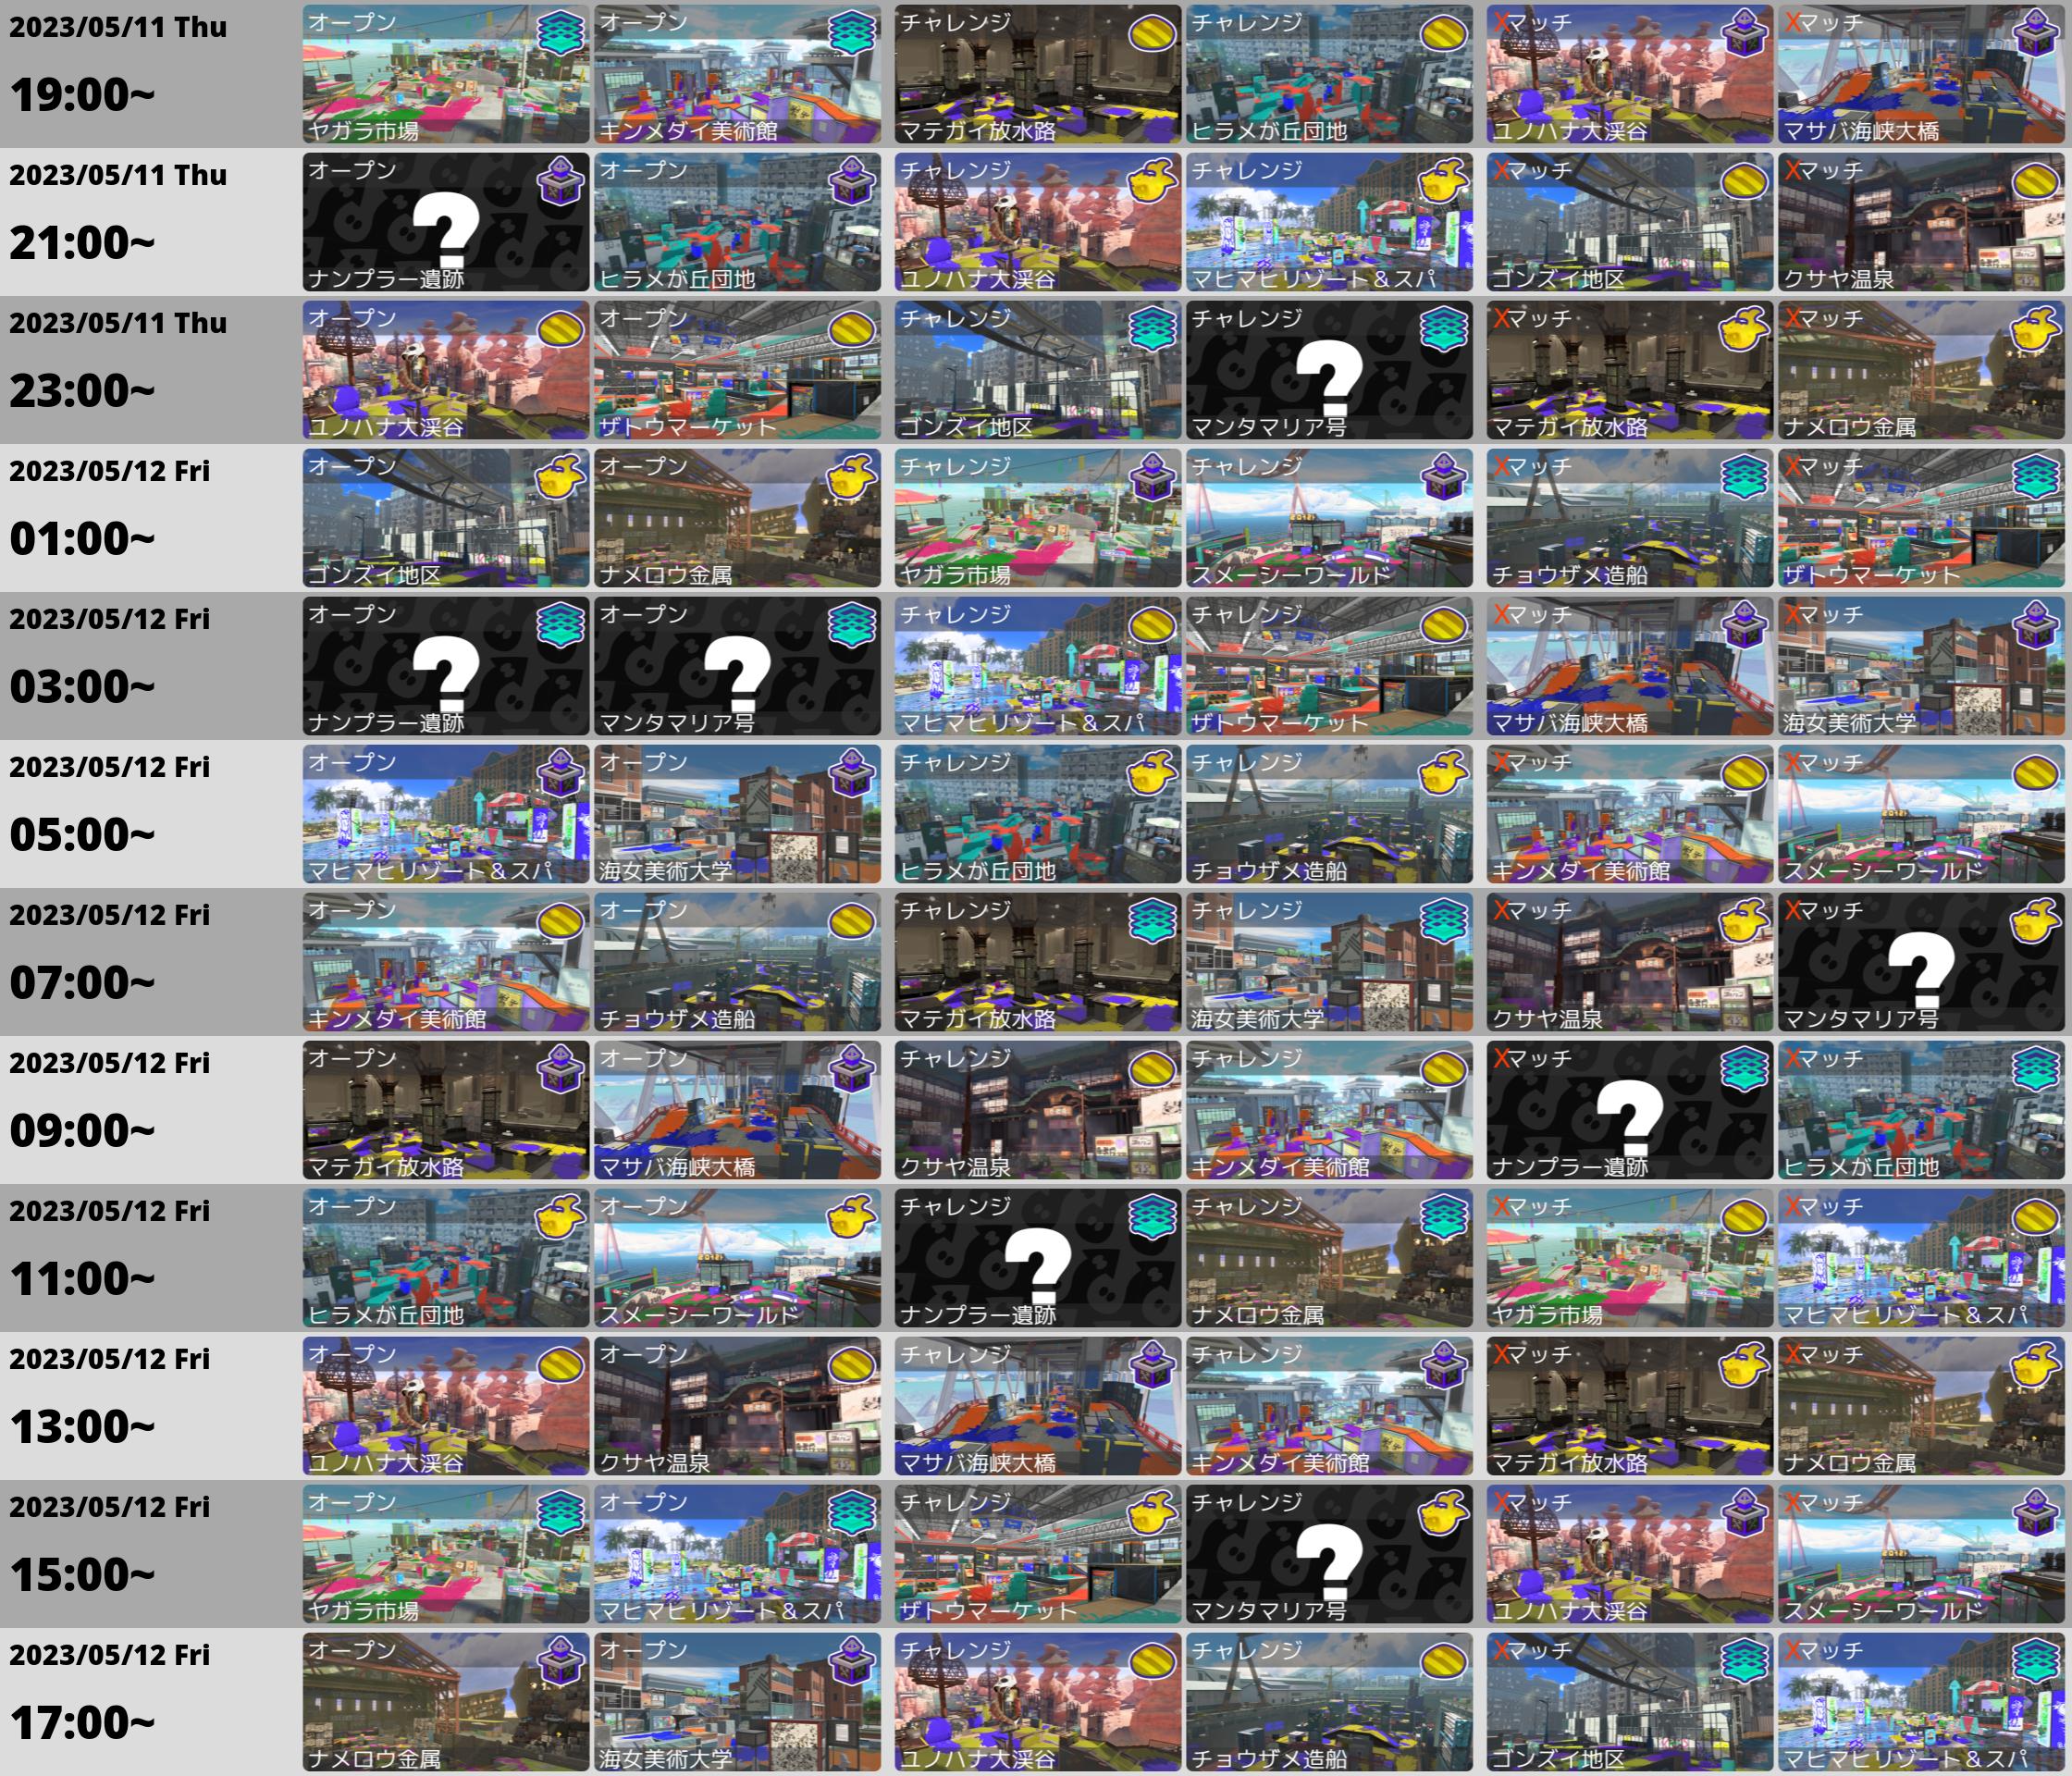 2023/05/11 Thu
19:00~
オープン
ヤガラ市場
オープン
キンメダイ美術館
チャレンジ
マテガイ放水路
チャレンジ
ヒラメが丘団地
Xマッチ
ユノハナ大渓谷
Xマッチ
マサバ海峡大橋
2023/05/11 Thu
21:00~
オープン
ナンプラー遺跡
オープン
ヒラメが丘団地
チャレンジ
ユノハナ大渓谷
チャレンジ
マヒマヒリゾート＆スパ
Xマッチ
ゴンズイ地区
Xマッチ
クサヤ温泉
2023/05/11 Thu
23:00~
オープン
ユノハナ大渓谷
オープン
ザトウマーケット
チャレンジ
ゴンズイ地区
チャレンジ
マンタマリア号
Xマッチ
マテガイ放水路
Xマッチ
ナメロウ金属
2023/05/12 Fri
01:00~
オープン
ゴンズイ地区
オープン
ナメロウ金属
チャレンジ
ヤガラ市場
チャレンジ
スメーシーワールド
Xマッチ
チョウザメ造船
Xマッチ
ザトウマーケット
2023/05/12 Fri
03:00~
オープン
ナンプラー遺跡
オープン
マンタマリア号
チャレンジ
マヒマヒリゾート＆スパ
チャレンジ
ザトウマーケット
Xマッチ
マサバ海峡大橋
Xマッチ
海女美術大学
2023/05/12 Fri
05:00~
オープン
マヒマヒリゾート＆スパ
オープン
海女美術大学
チャレンジ
ヒラメが丘団地
チャレンジ
チョウザメ造船
Xマッチ
キンメダイ美術館
Xマッチ
スメーシーワールド
2023/05/12 Fri
07:00~
オープン
キンメダイ美術館
オープン
チョウザメ造船
チャレンジ
マテガイ放水路
チャレンジ
海女美術大学
Xマッチ
クサヤ温泉
Xマッチ
マンタマリア号
2023/05/12 Fri
09:00~
オープン
マテガイ放水路
オープン
マサバ海峡大橋
チャレンジ
クサヤ温泉
チャレンジ
キンメダイ美術館
Xマッチ
ナンプラー遺跡
Xマッチ
ヒラメが丘団地
2023/05/12 Fri
11:00~
オープン
ヒラメが丘団地
オープン
スメーシーワールド
チャレンジ
ナンプラー遺跡
チャレンジ
ナメロウ金属
Xマッチ
ヤガラ市場
Xマッチ
マヒマヒリゾート＆スパ
2023/05/12 Fri
13:00~
オープン
ユノハナ大渓谷
オープン
クサヤ温泉
チャレンジ
マサバ海峡大橋
チャレンジ
キンメダイ美術館
Xマッチ
マテガイ放水路
Xマッチ
ナメロウ金属
2023/05/12 Fri
15:00~
オープン
ヤガラ市場
オープン
マヒマヒリゾート＆スパ
チャレンジ
ザトウマーケット
チャレンジ
マンタマリア号
Xマッチ
ユノハナ大渓谷
Xマッチ
スメーシーワールド
2023/05/12 Fri
17:00~
オープン
ナメロウ金属
オープン
海女美術大学
チャレンジ
ユノハナ大渓谷
チャレンジ
チョウザメ造船
Xマッチ
ゴンズイ地区
Xマッチ
マヒマヒリゾート＆スパ